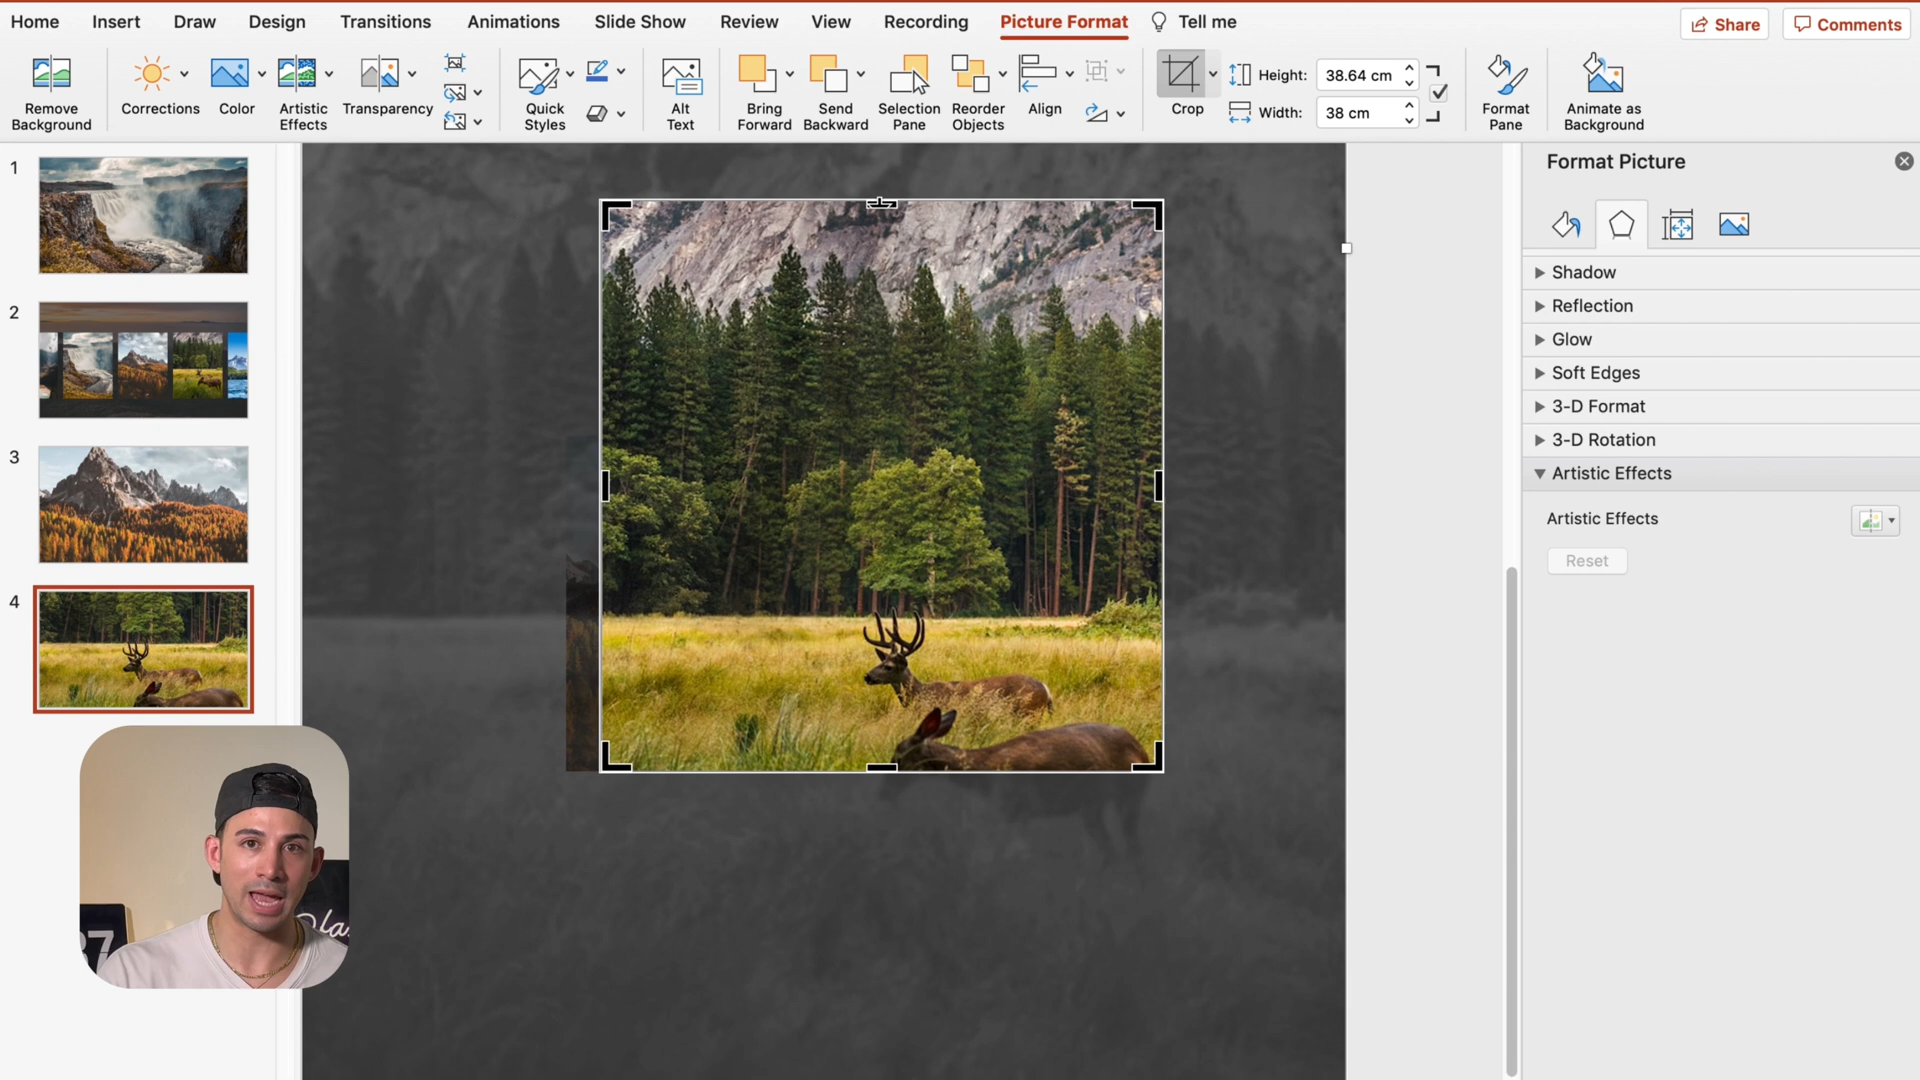 Home Insert Draw Design Transitions Animations Slide Show Review View Recording Picture Format Tell me Share Comments
Remove Background
Corrections
Color
Artistic Effects
Transparency
Quick Styles
Alt Text
Bring Forward
Send Backward
Selection Pane
Reorder Objects
Align
Crop
Height: 38.64 cm
Width: 38 cm
Format Pane
Animate as Background
Format Picture
Shadow
Reflection
Glow
Soft Edges
3-D Format
3-D Rotation
Artistic Effects
Artistic Effects
Reset
1
2
3
4
37